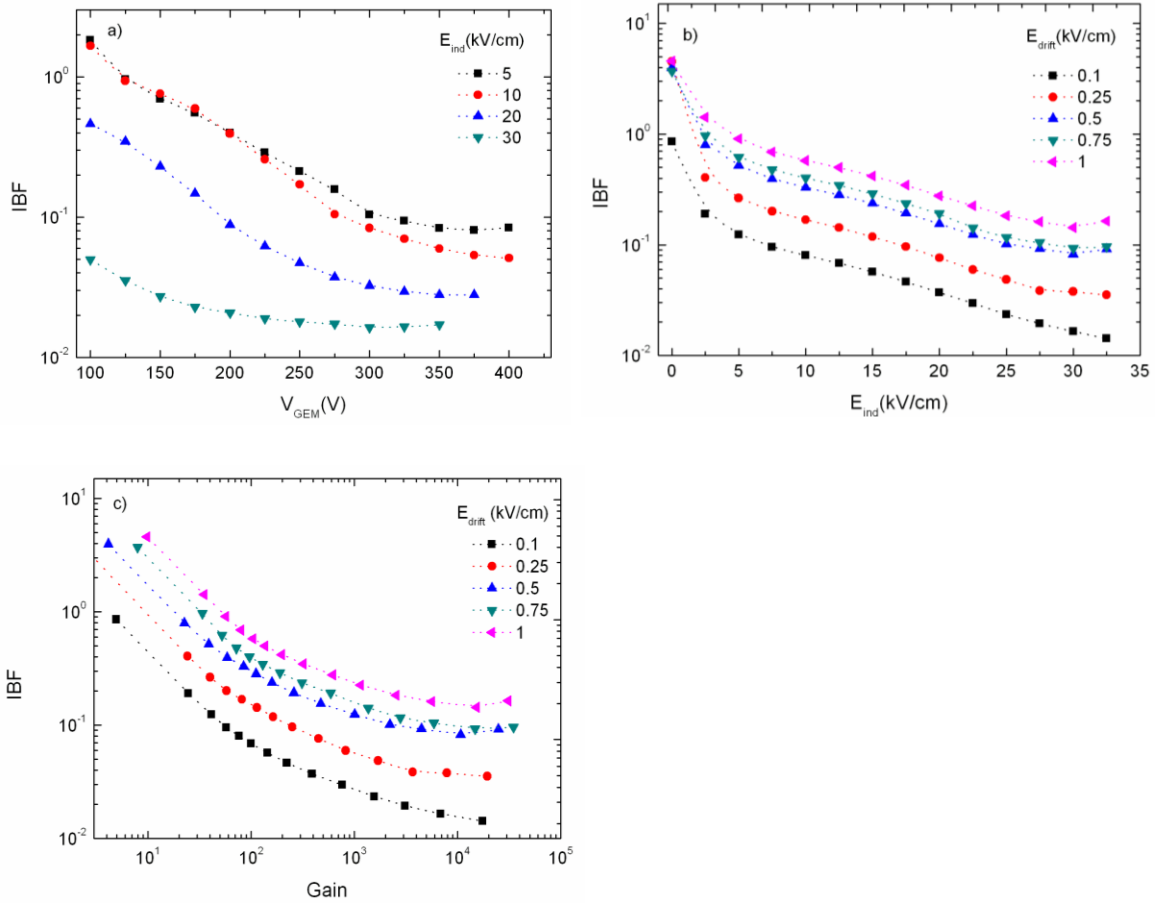 a)
E_ind(kV/cm)
5
10
20
30
10^0
10^-1
10^-2
IBF
100 150 200 250 300 350 400
V_GEM(V)
b)
E_drift(kV/cm)
0.1
0.25
0.5
0.75
1
10^1
10^0
10^-1
10^-2
IBF
0 5 10 15 20 25 30 35
E_ind(kV/cm)
c)
E_drift (kV/cm)
0.1
0.25
0.5
0.75
1
10^1
10^0
10^-1
10^-2
IBF
10^1 10^2 10^3 10^4 10^5
Gain